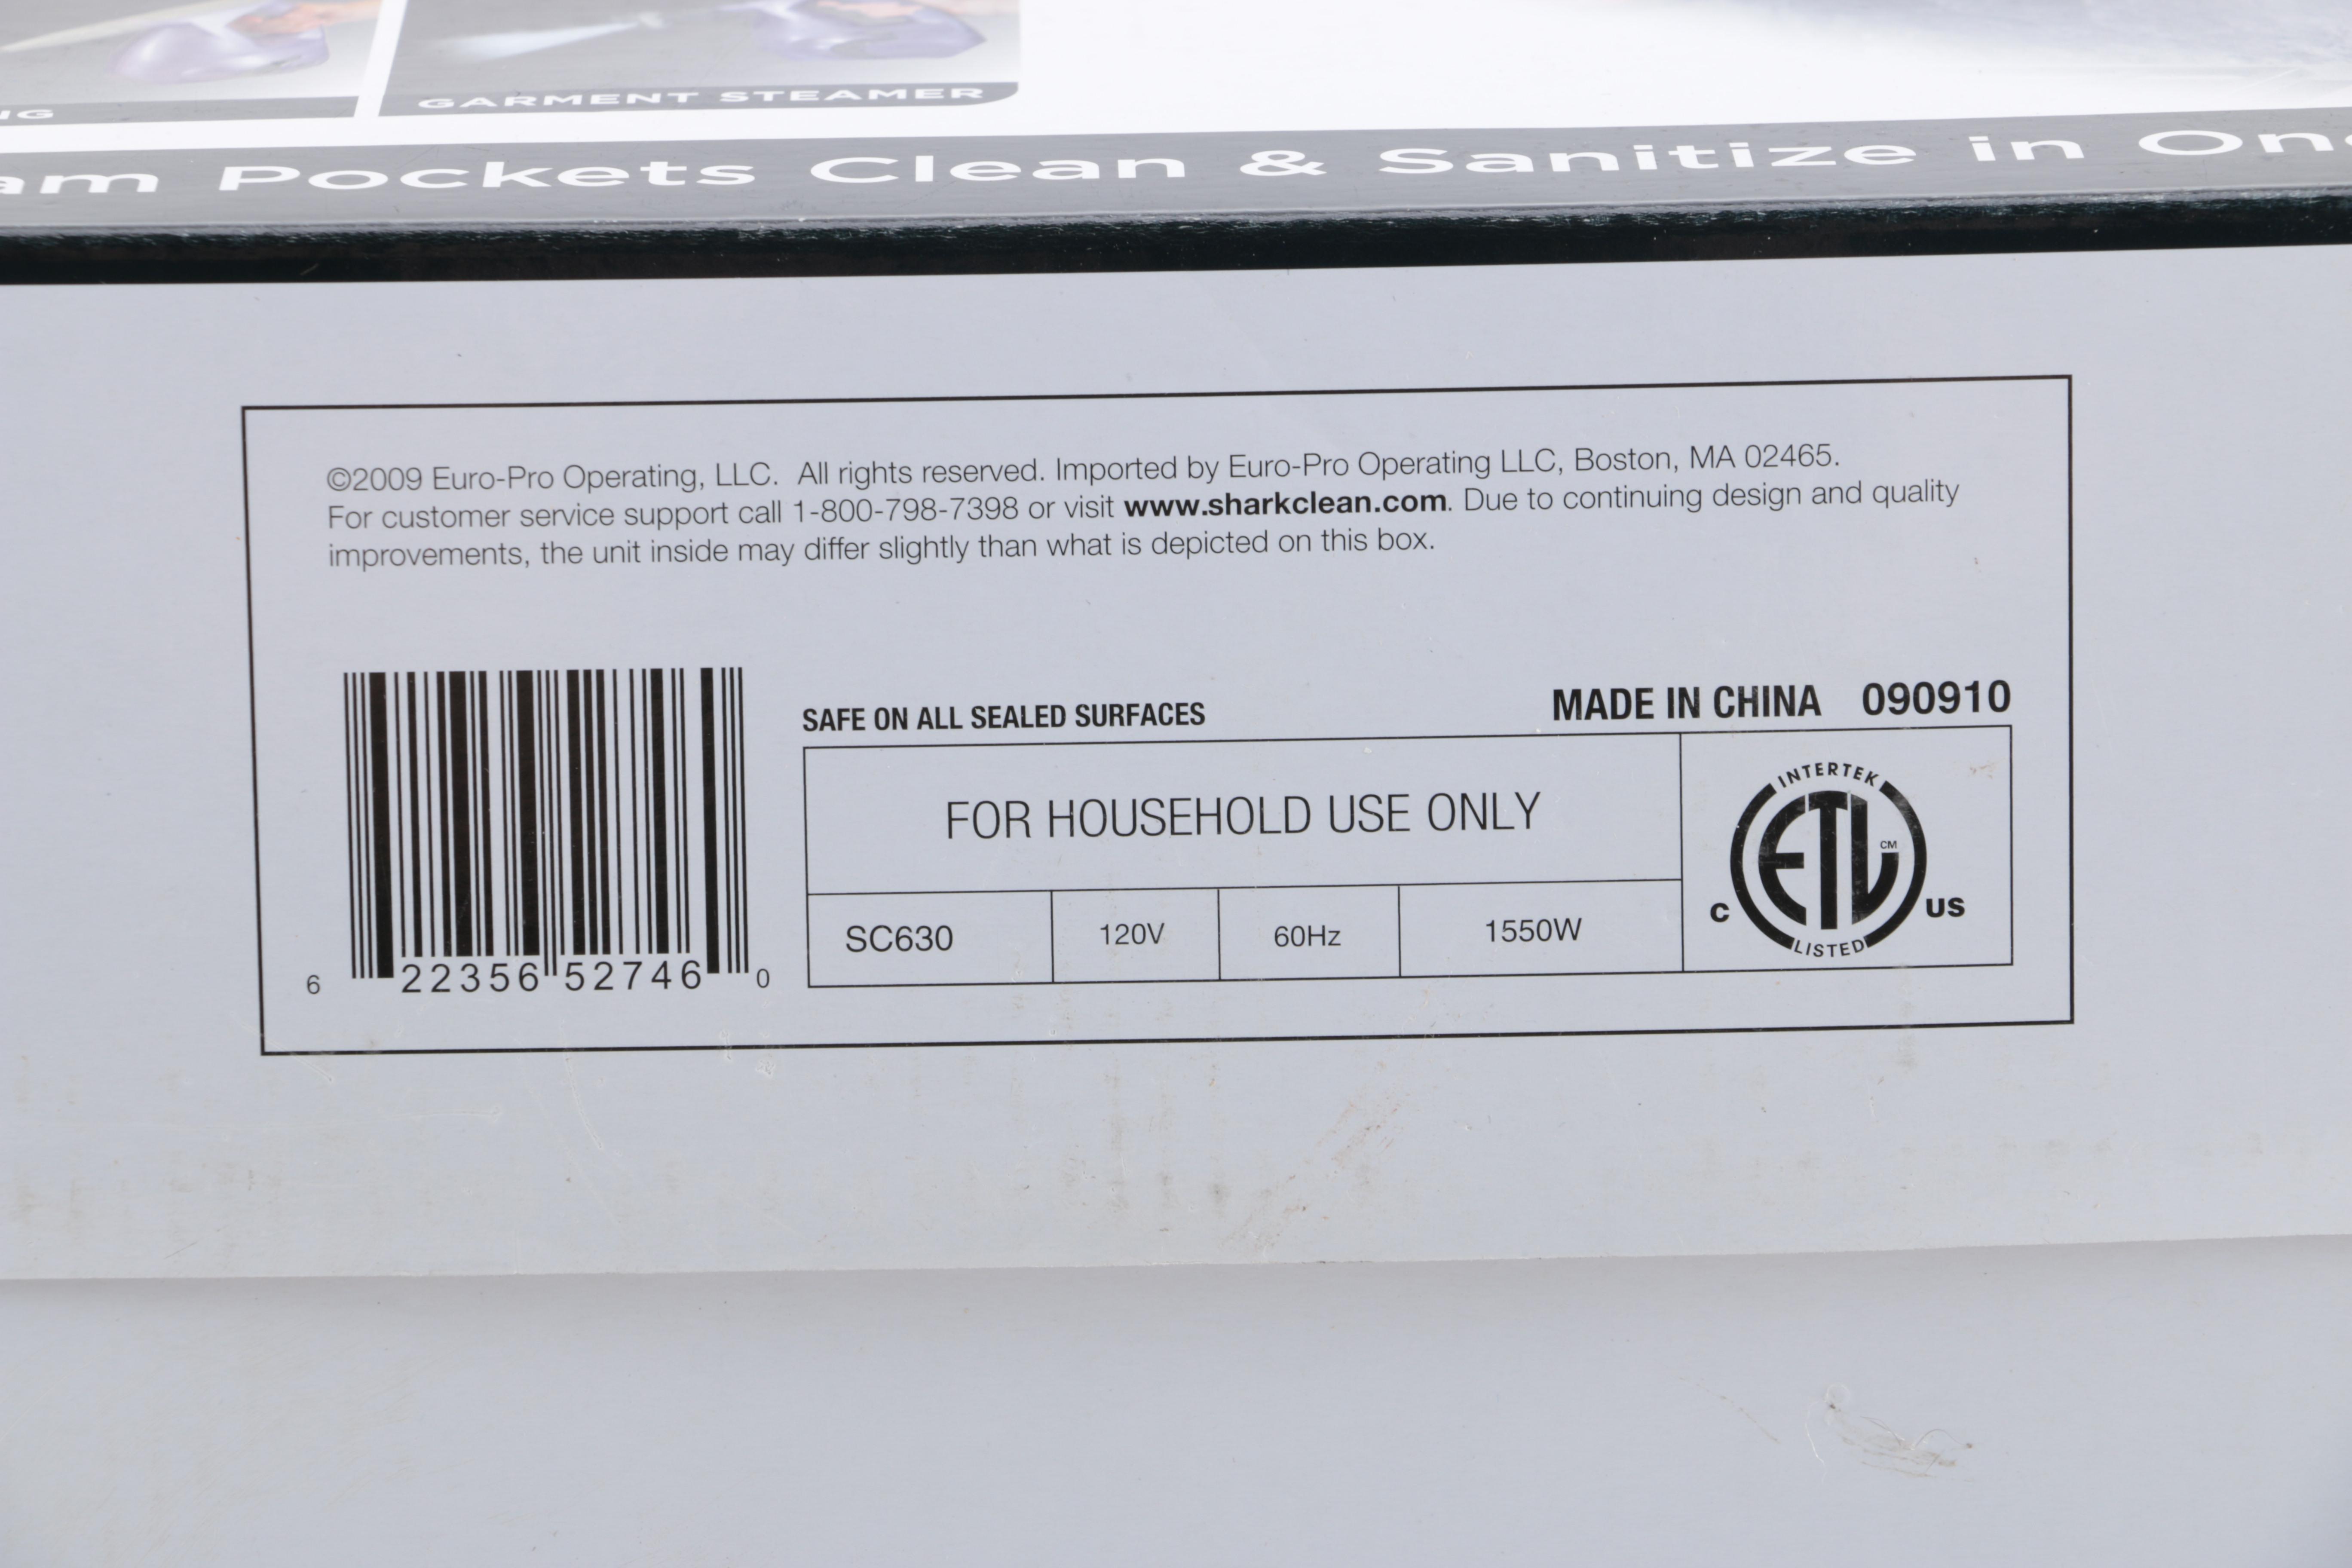 GARMENT STEAMER
Pockets Clean & Sanitize in
©2009 Euro-Pro Operating, LLC. All rights reserved. Imported by Euro-Pro Operating LLC, Boston, MA 02465.
For customer service support call 1-800-798-7398 or visit www.sharkclean.com. Due to continuing design and quality
improvements, the unit inside may differ slightly than what is depicted on this box.
SAFE ON ALL SEALED SURFACES
MADE IN CHINA 090910
FOR HOUSEHOLD USE ONLY
SC630 120V 60Hz 1550W
INTERTEK
ETL CM
C US
LISTED
6 22356 52746 0